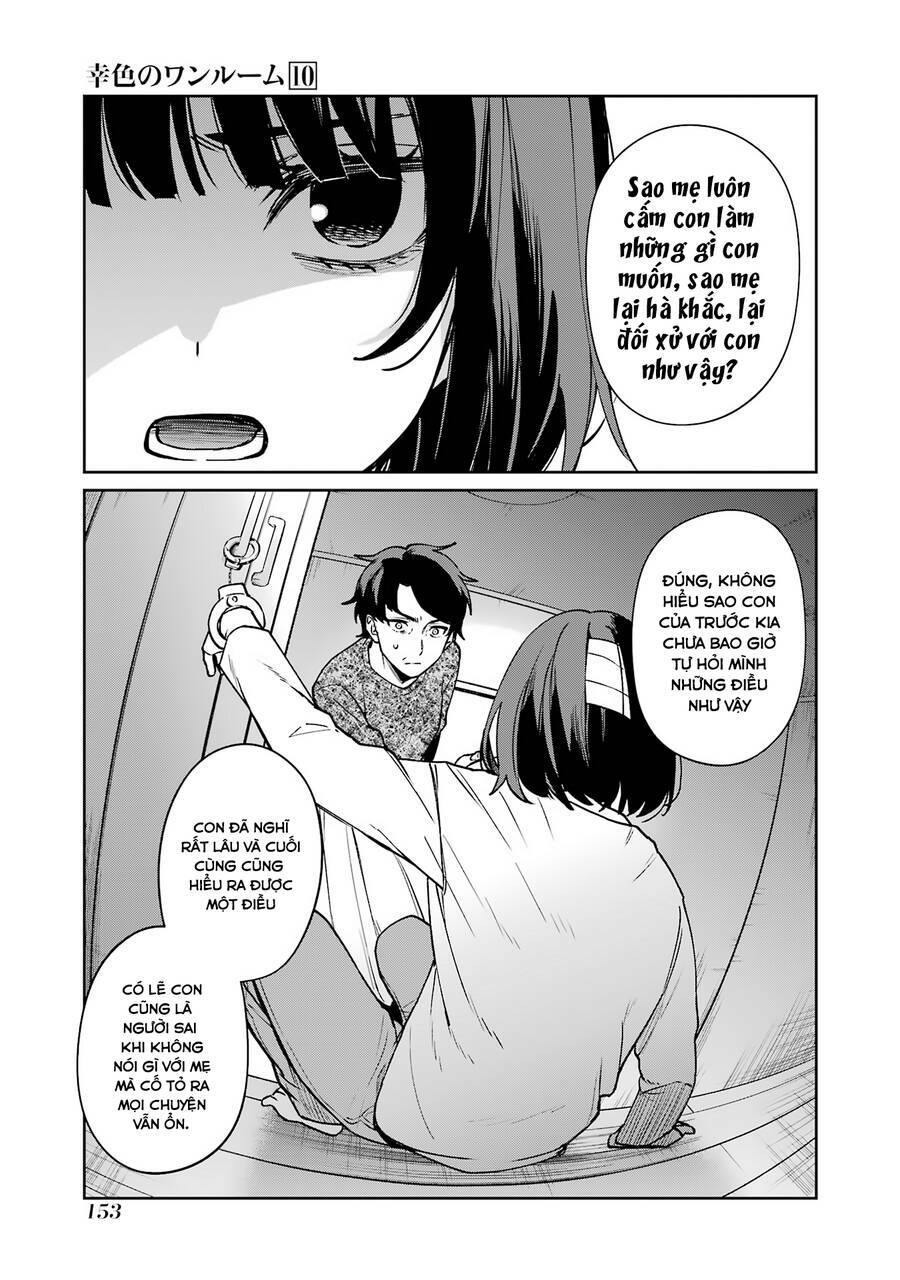 幸色のワンルーム10
Sao mẹ luôn
cấm con làm
những gì con
muốn, sao mẹ
lại hà khắc, lại
đối xử với con
như vậy?
ĐÚNG, KHÔNG
HIỂU SAO CON
CỦA TRƯỚC KIA
CHƯA BAO GIỜ
TỰ HỎI MÌNH
NHỮNG ĐIỀU
NHƯ VẬY
CON ĐÃ NGHĨ
RẤT LÂU VÀ CUỐI
CÙNG CŨNG
HIỂU RA ĐƯỢC
MỘT ĐIỀU
CÓ LẼ CON
CŨNG LÀ
NGƯỜI SAI
KHI KHÔNG
NÓI GÌ VỚI MẸ
MÀ CỐ TỎ RA
MỌI CHUYỆN
VẪN ỔN.
153